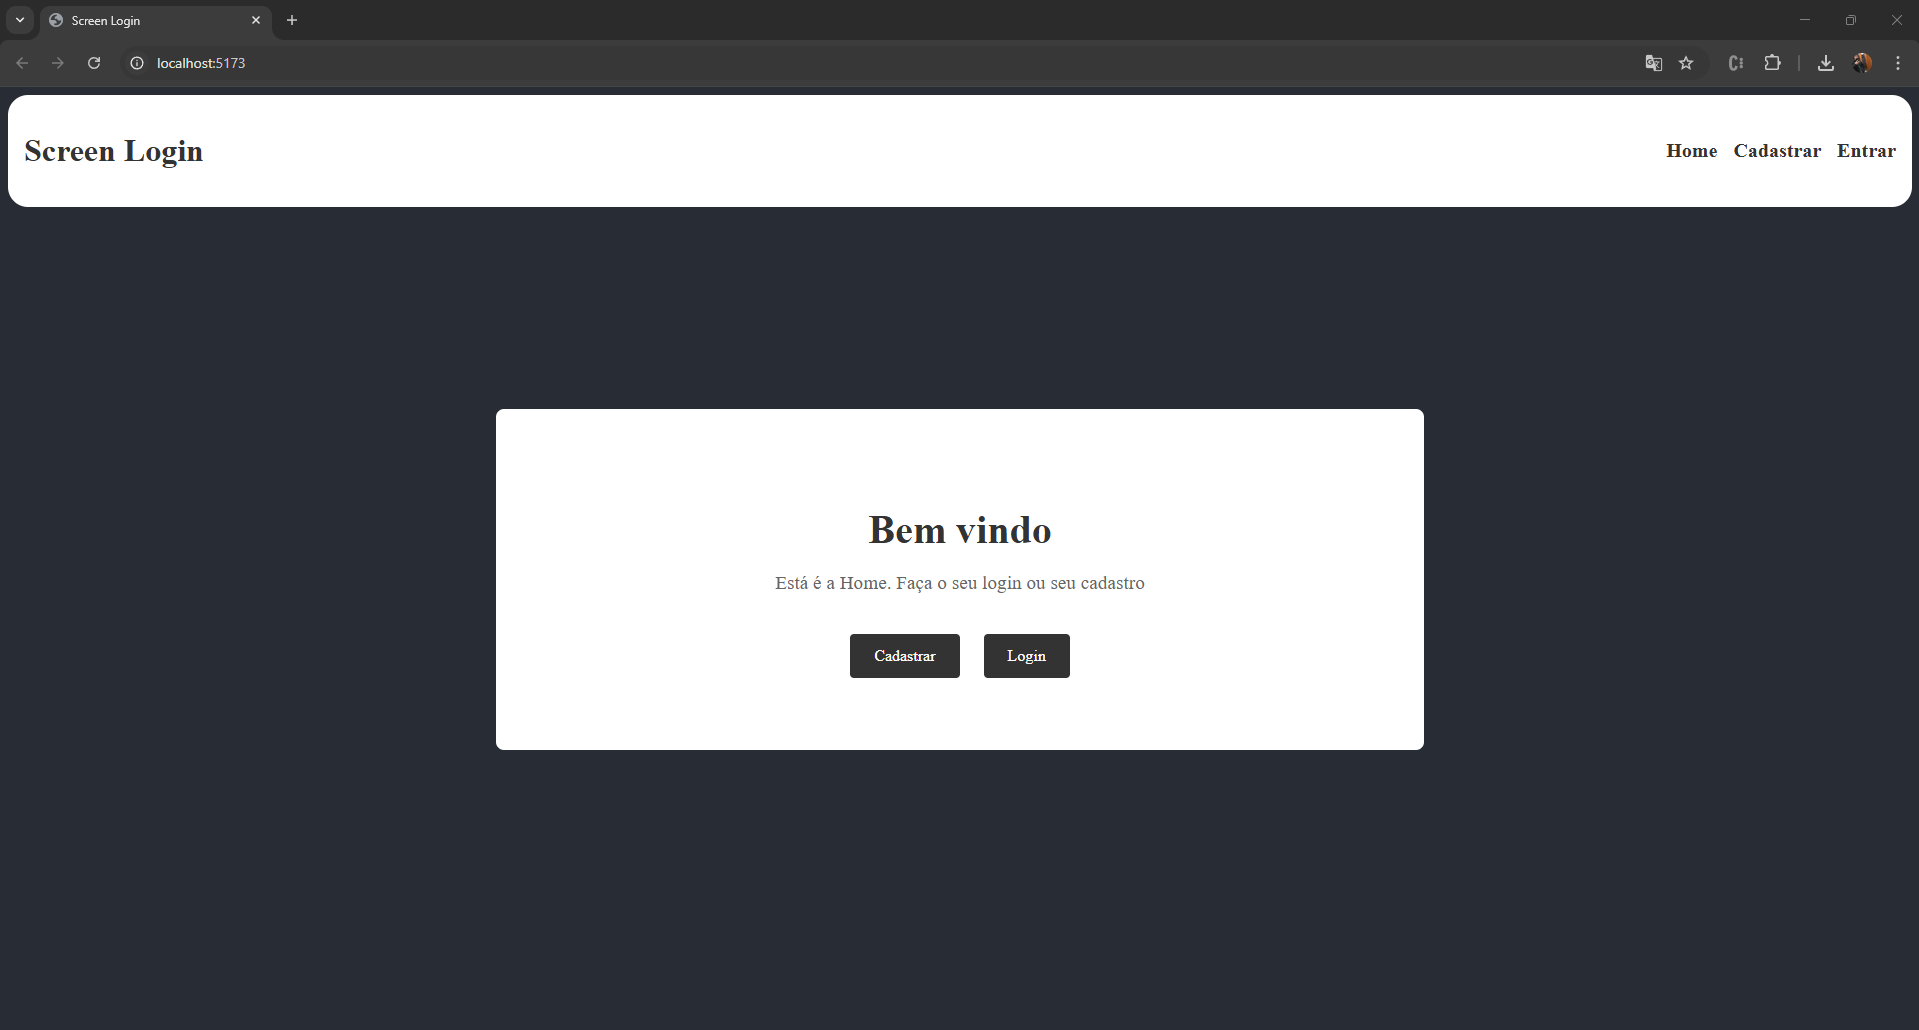 Screen Login
localhost:5173
Screen Login
Home Cadastrar Entrar
Bem vindo
Está é a Home. Faça o seu login ou seu cadastro
Cadastrar Login